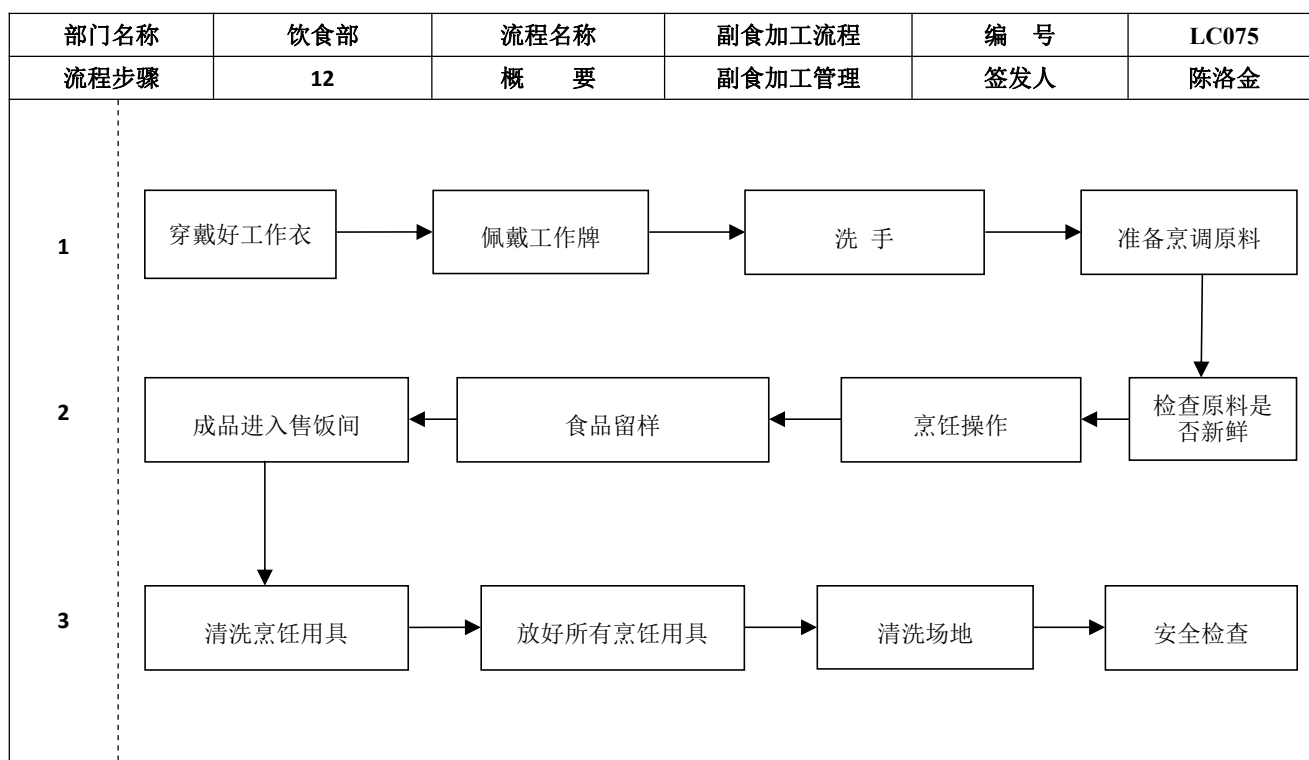 部门名称 饮食部 流程名称 副食加工流程 编 号 LC075
流程步骤 12 概 要 副食加工管理 签发人 陈洛金
1 穿戴好工作衣 佩戴工作牌 洗 手 准备烹调原料
2 成品进入售饭间 食品留样 烹饪操作 检查原料是
否新鲜
3 清洗烹饪用具 放好所有烹饪用具 清洗场地 安全检查